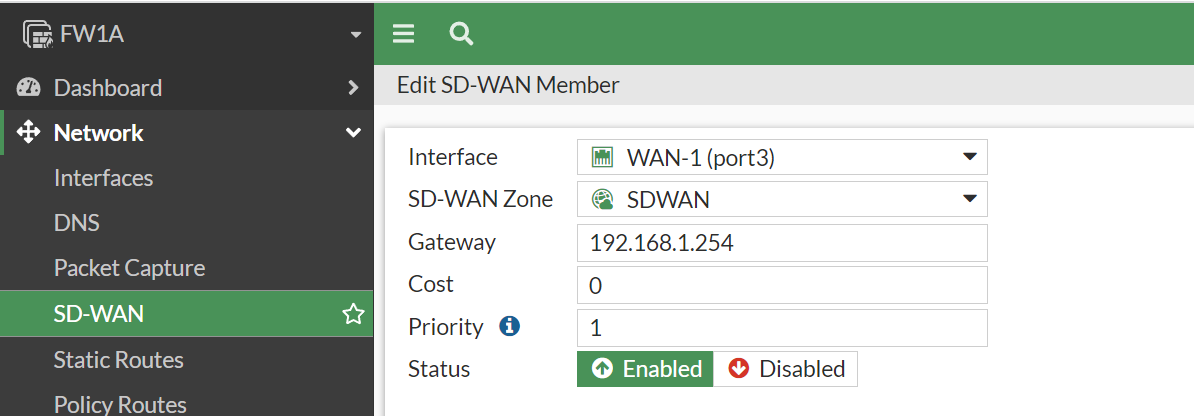 FW1A
Dashboard
Network
Interfaces
DNS
Packet Capture
SD-WAN
Static Routes
Policy Routes
Edit SD-WAN Member
Interface WAN-1 (port3)
SD-WAN Zone SDWAN
Gateway 192.168.1.254
Cost 0
Priority 1
Status Enabled Disabled